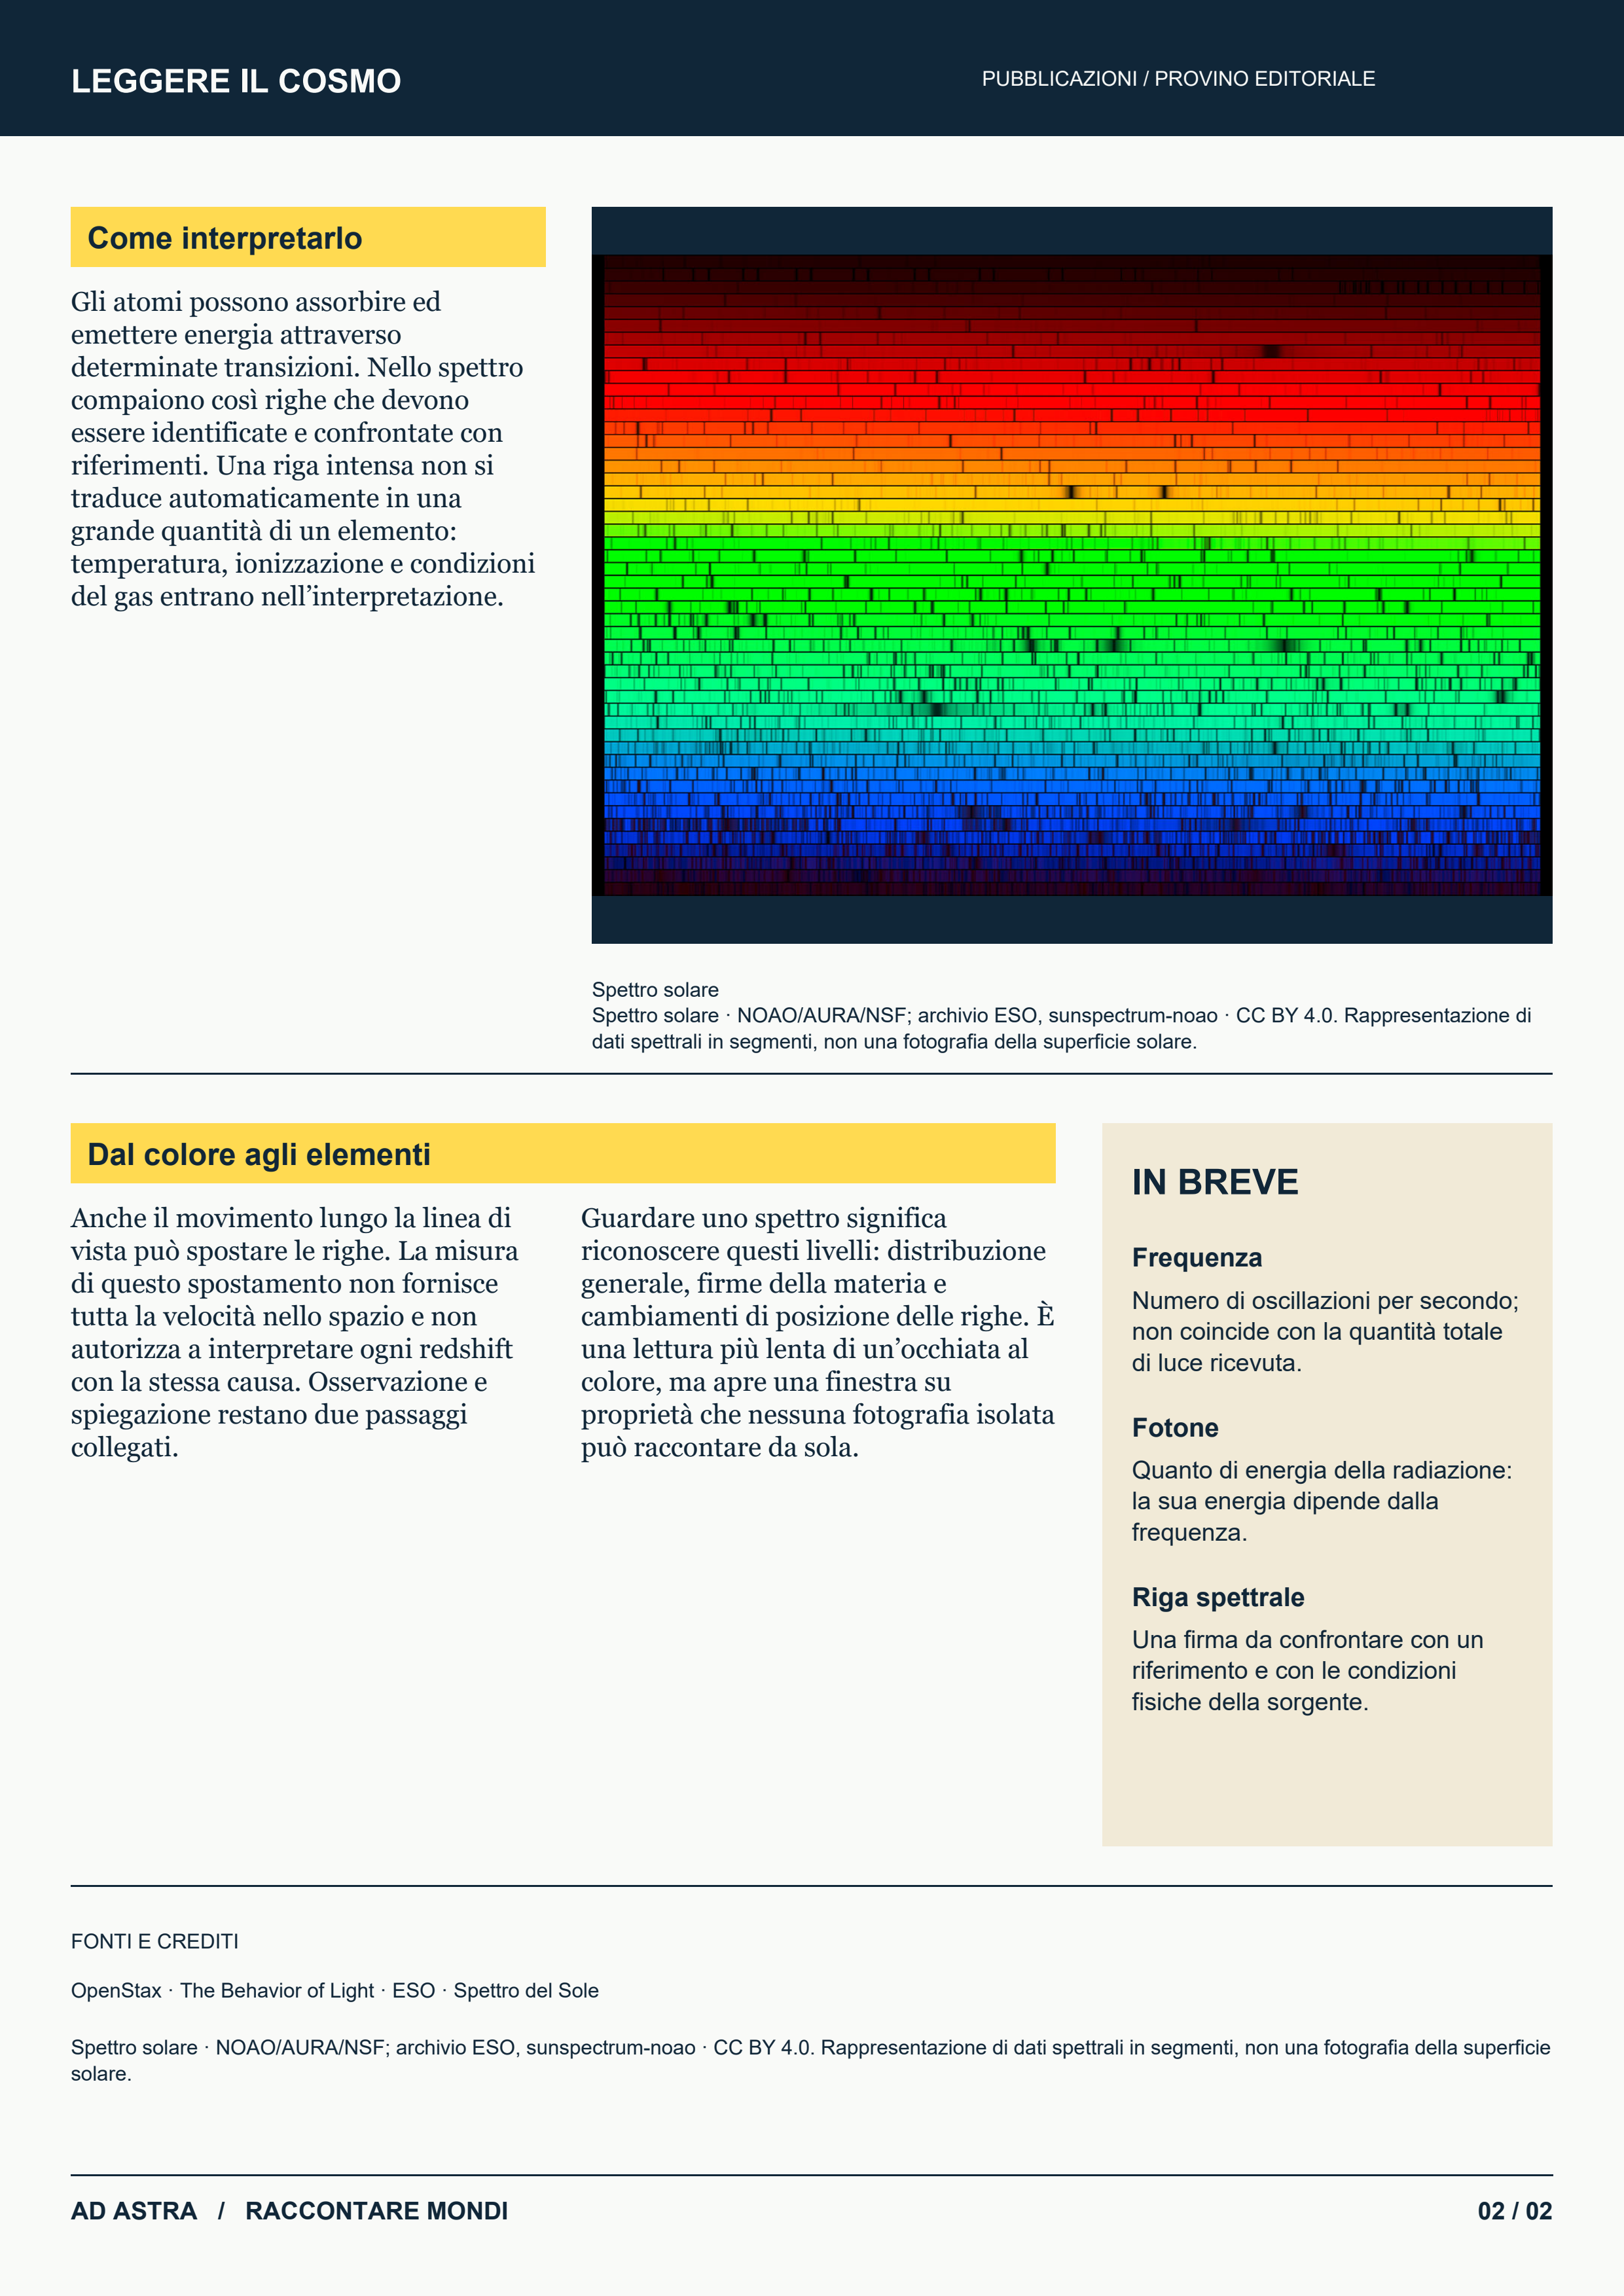 LEGGERE IL COSMO
PUBBLICAZIONI / PROVINO EDITORIALE
Come interpretarlo
Gli atomi possono assorbire ed
emettere energia attraverso
determinate transizioni. Nello spettro
compaiono così righe che devono
essere identificate e confrontate con
riferimenti. Una riga intensa non si
traduce automaticamente in una
grande quantità di un elemento:
temperatura, ionizzazione e condizioni
del gas entrano nell’interpretazione.
Spettro solare
Spettro solare · NOAO/AURA/NSF; archivio ESO, sunspectrum-noao · CC BY 4.0. Rappresentazione di
dati spettrali in segmenti, non una fotografia della superficie solare.
Dal colore agli elementi
Anche il movimento lungo la linea di
vista può spostare le righe. La misura
di questo spostamento non fornisce
tutta la velocità nello spazio e non
autorizza a interpretare ogni redshift
con la stessa causa. Osservazione e
spiegazione restano due passaggi
collegati.
Guardare uno spettro significa
riconoscere questi livelli: distribuzione
generale, firme della materia e
cambiamenti di posizione delle righe. È
una lettura più lenta di un’occhiata al
colore, ma apre una finestra su
proprietà che nessuna fotografia isolata
può raccontare da sola.
IN BREVE
Frequenza
Numero di oscillazioni per secondo;
non coincide con la quantità totale
di luce ricevuta.
Fotone
Quanto di energia della radiazione:
la sua energia dipende dalla
frequenza.
Riga spettrale
Una firma da confrontare con un
riferimento e con le condizioni
fisiche della sorgente.
FONTI E CREDITI
OpenStax · The Behavior of Light · ESO · Spettro del Sole
Spettro solare · NOAO/AURA/NSF; archivio ESO, sunspectrum-noao · CC BY 4.0. Rappresentazione di dati spettrali in segmenti, non una fotografia della superficie
solare.
AD ASTRA / RACCONTARE MONDI
02 / 02